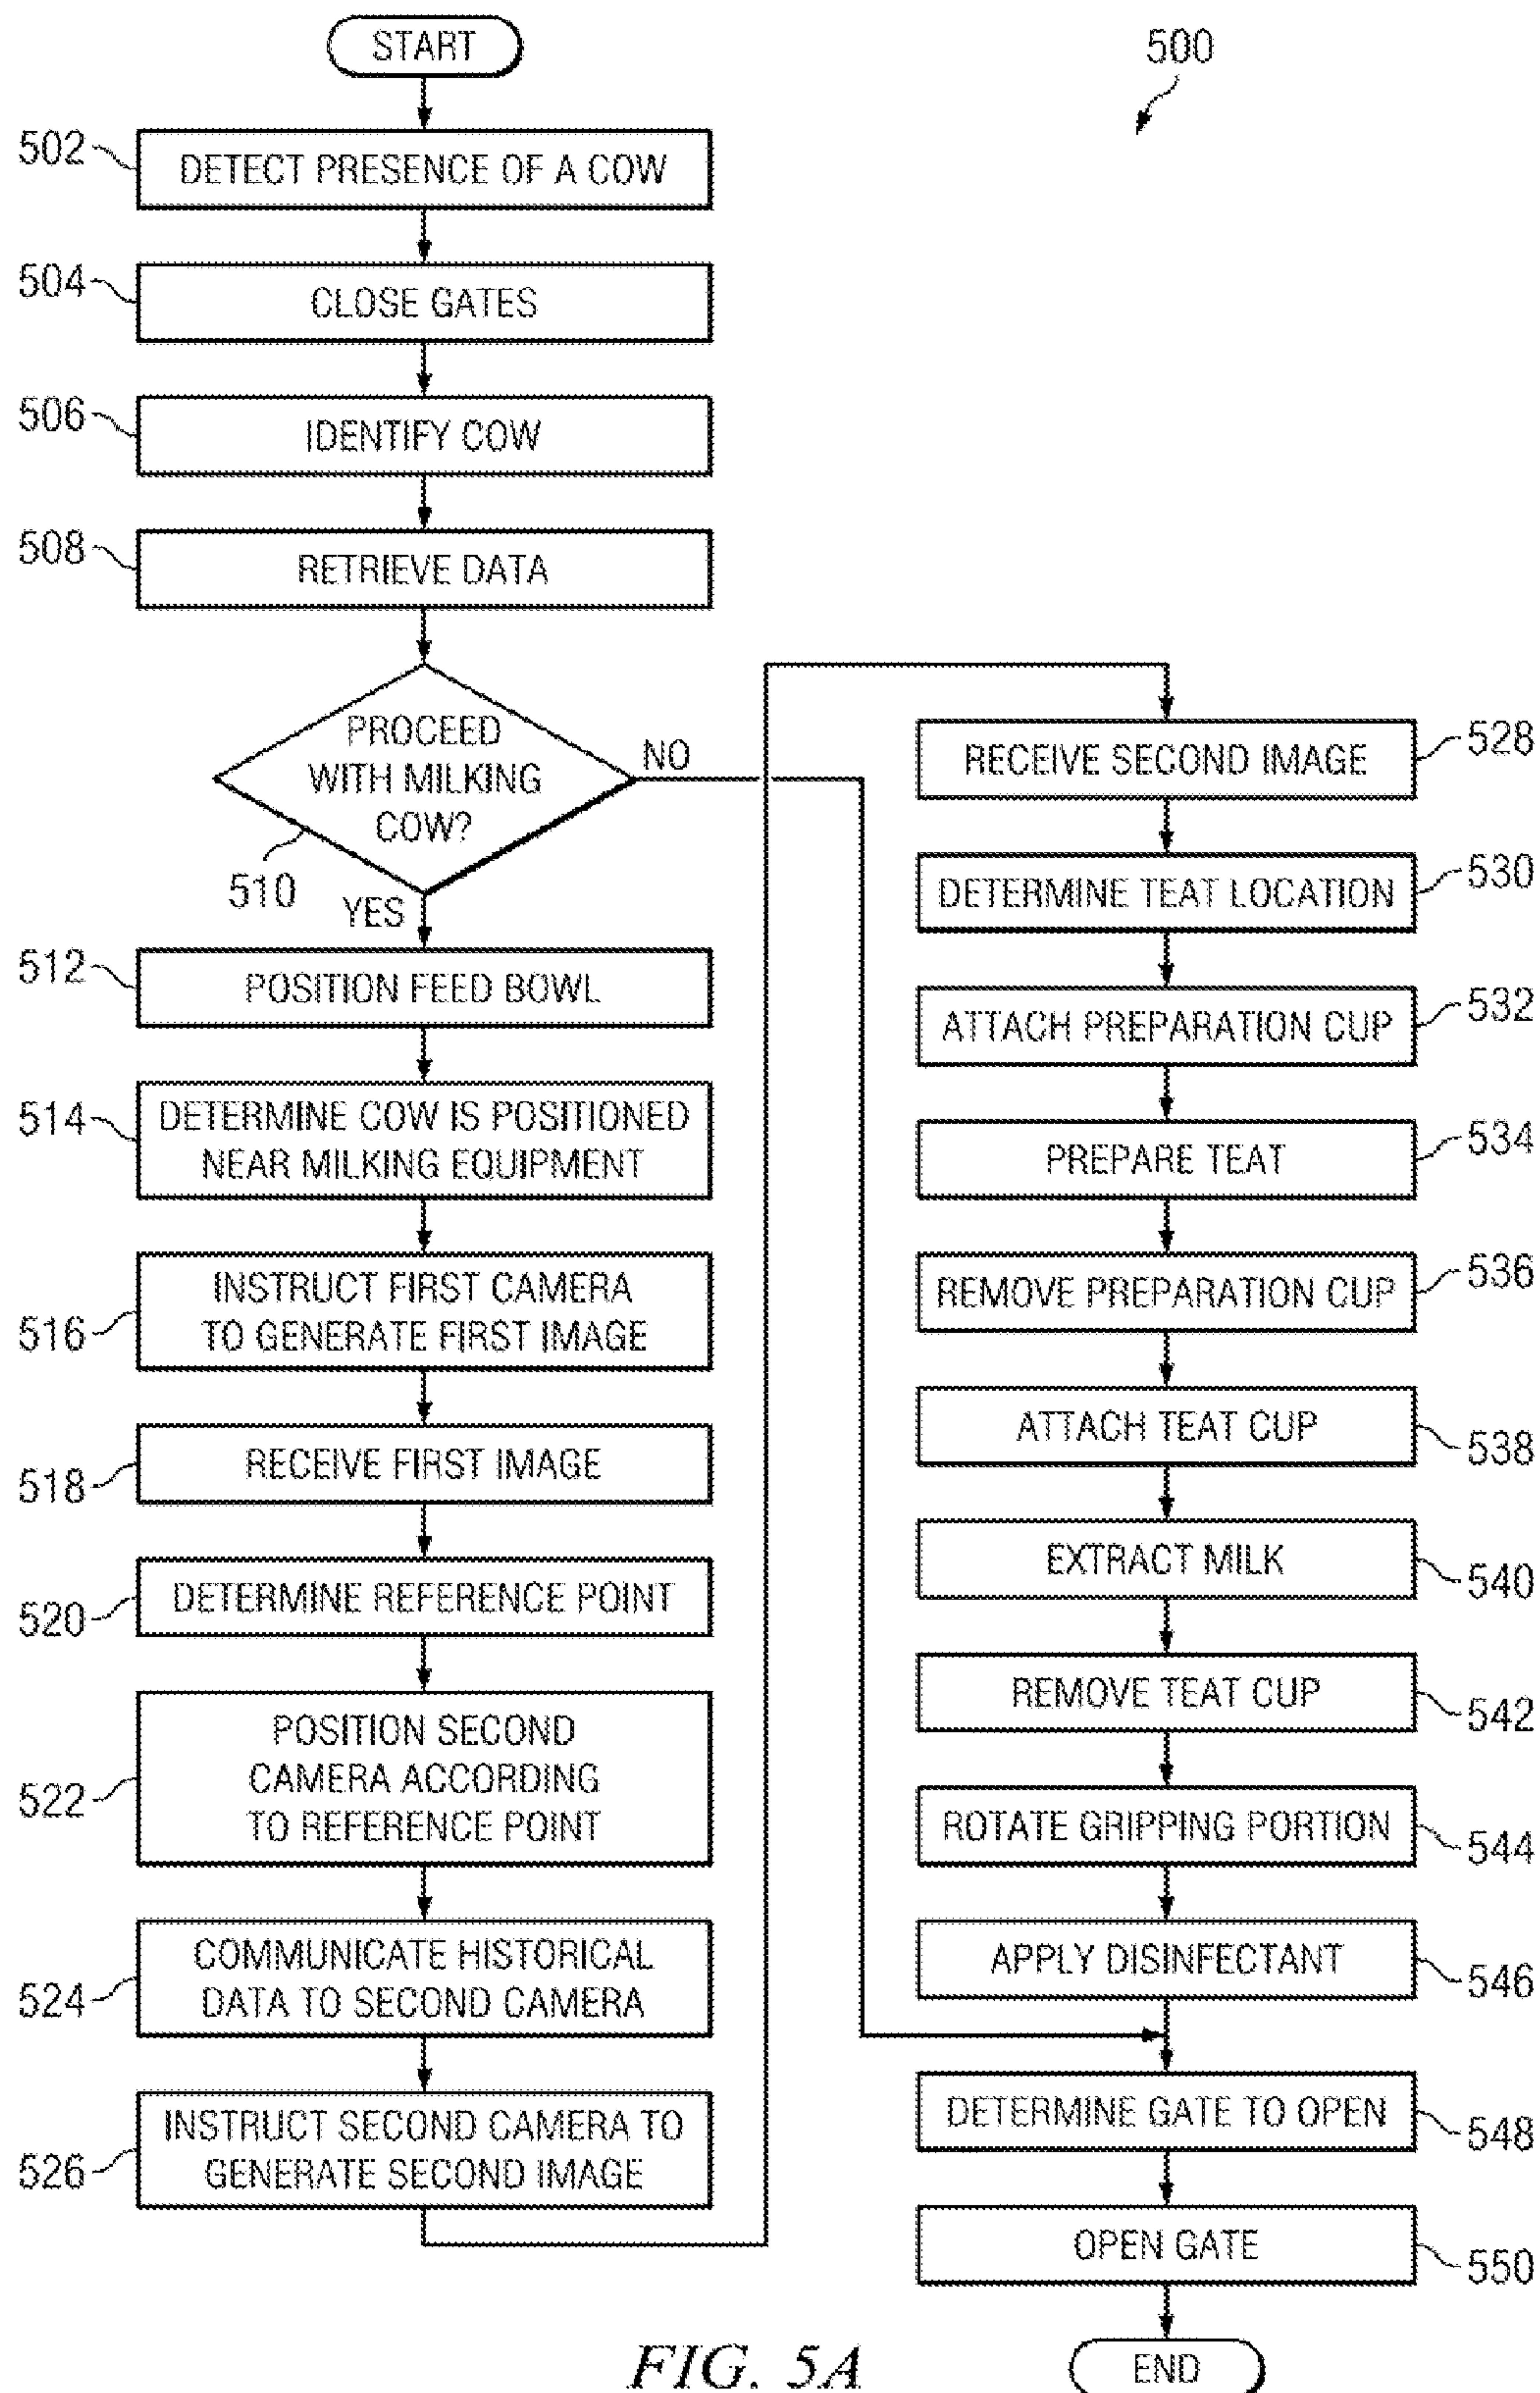 START
500
502
DETECT PRESENCE OF A COW
504
CLOSE GATES
506
IDENTIFY COW
508
RETRIEVE DATA
PROCEED
WITH MILKING
COW?
NO
510
YES
512
POSITION FEED BOWL
514
DETERMINE COW IS POSITIONED
NEAR MILKING EQUIPMENT
516
INSTRUCT FIRST CAMERA
TO GENERATE FIRST IMAGE
518
RECEIVE FIRST IMAGE
520
DETERMINE REFERENCE POINT
522
POSITION SECOND
CAMERA ACCORDING
TO REFERENCE POINT
524
COMMUNICATE HISTORICAL
DATA TO SECOND CAMERA
526
INSTRUCT SECOND CAMERA TO
GENERATE SECOND IMAGE
RECEIVE SECOND IMAGE
528
DETERMINE TEAT LOCATION
530
ATTACH PREPARATION CUP
532
PREPARE TEAT
534
REMOVE PREPARATION CUP
536
ATTACH TEAT CUP
538
EXTRACT MILK
540
REMOVE TEAT CUP
542
ROTATE GRIPPING PORTION
544
APPLY DISINFECTANT
546
DETERMINE GATE TO OPEN
548
OPEN GATE
550
END
FIG. 5A